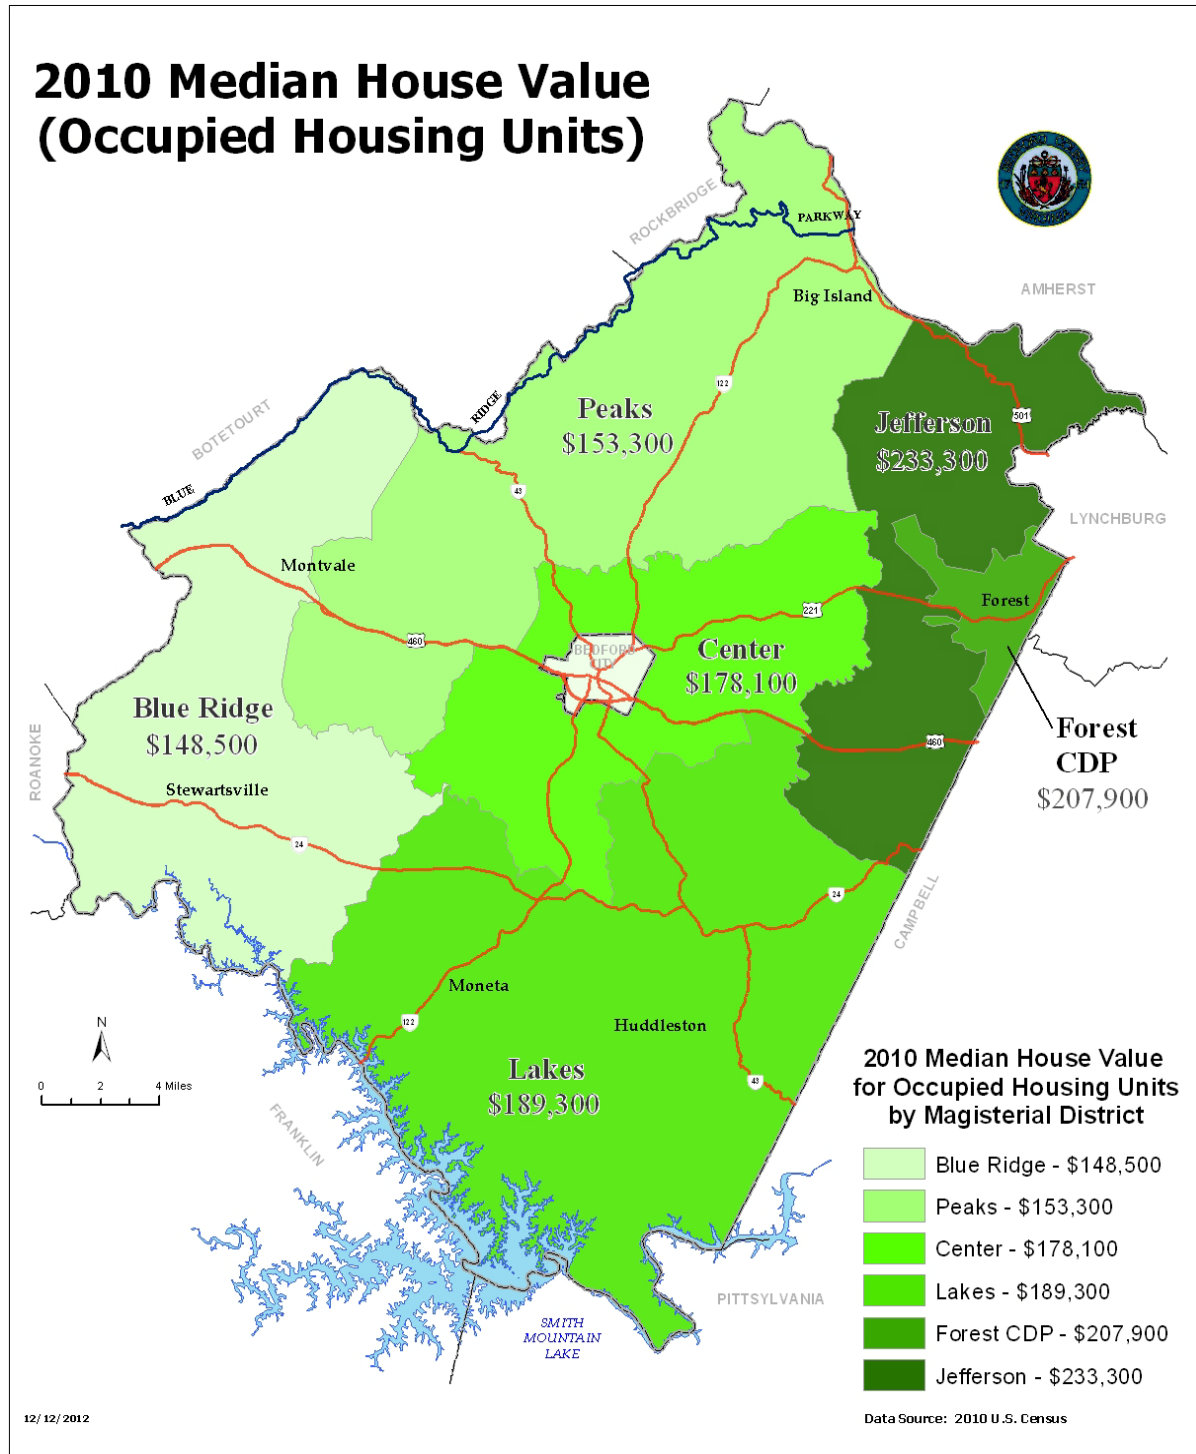 2010 Median House Value
(Occupied Housing Units)
ROCKBRIDGE
PARKWAY
AMHERST
Big Island
122
Peaks
$153,300
RIDGE
BOTETOURT
BLUE
43
501
Jefferson
$233,300
LYNCHBURG
Montvale
460
221
Forest
BEDFORD
CITY
Center
$178,100
Blue Ridge
$148,500
460
Forest
CDP
$207,900
ROANOKE
Stewartsville
24
24
CAMPBELL
Moneta
122
Huddleston
Lakes
$189,300
43
N
0 2 4 Miles
FRANKLIN
SMITH
MOUNTAIN
LAKE
PITTSYLVANIA
2010 Median House Value
for Occupied Housing Units
by Magisterial District
Blue Ridge - $148,500
Peaks - $153,300
Center - $178,100
Lakes - $189,300
Forest CDP - $207,900
Jefferson - $233,300
12/12/2012
Data Source: 2010 U.S. Census